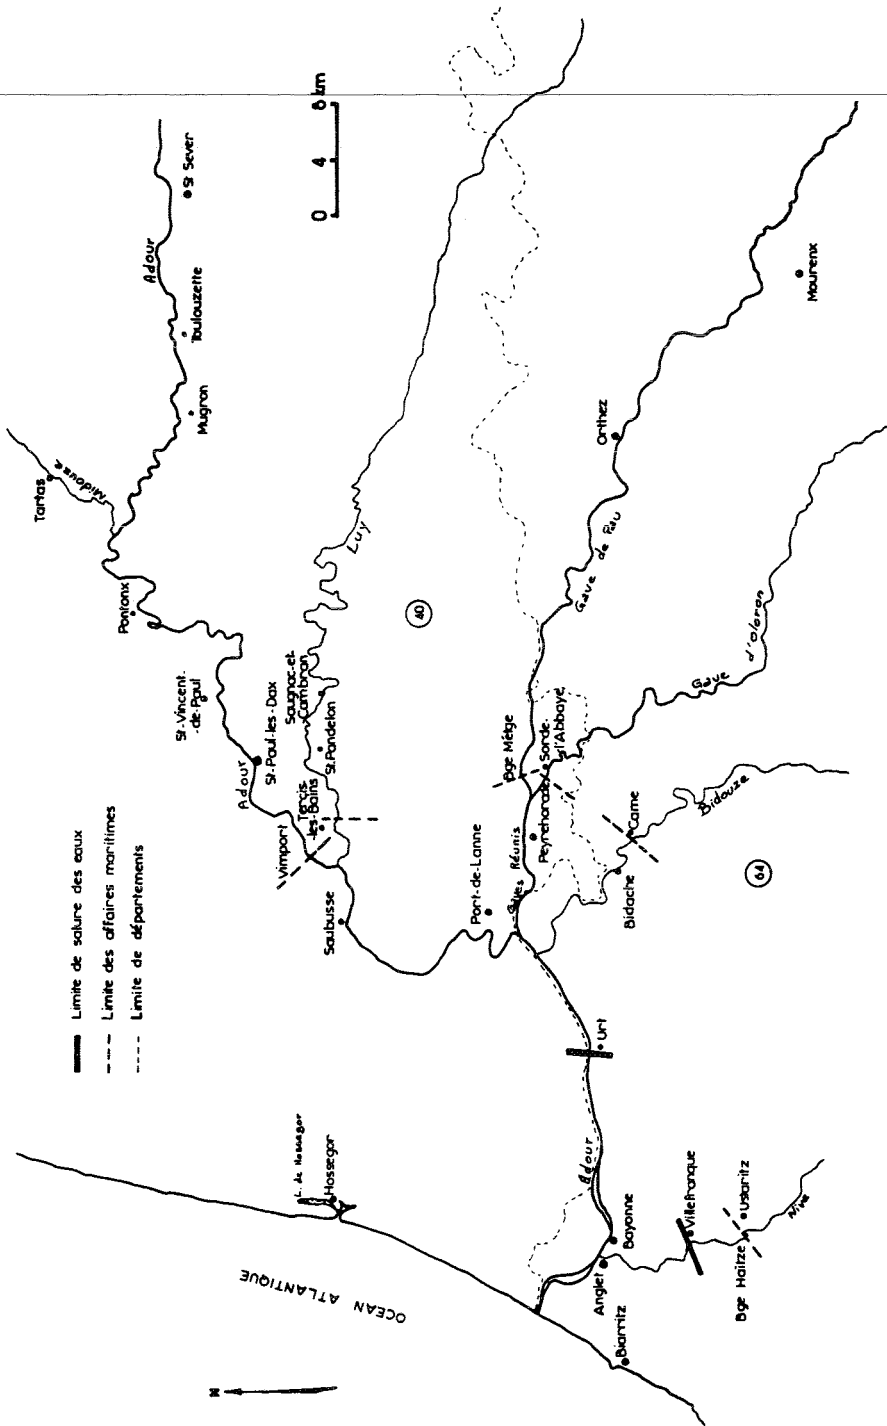 Limite de salure des eaux
Limite des affaires maritimes
Limite de départements
N
OCEAN ATLANTIQUE
L. de Hossegor
Hossegor
Biarritz
Anglet
Bayonne
Adour
Villefranque
Bge Haitze
Ustaritz
Nive
Urt
Saubusse
Vimport
Port-de-Lanne
Gaves Réunis
Peyrehorade
Bidache
Came
Bidouze
64
Tercis-
-les-Bains
Adour
St-Paul-les-Dax
St-Vincent-
-de-Paul
St.Pandelon
Saugnac-et-
Cambran
Bge Mètge
Sorde-
l'Abbaye
Gave
d'oloron
40
Pontonx
Tartas
Midouze
Luy
Gave de Pau
Orthez
Mourenx
Mugron
Toulouzette
Adour
St Sever
0 4 8 km